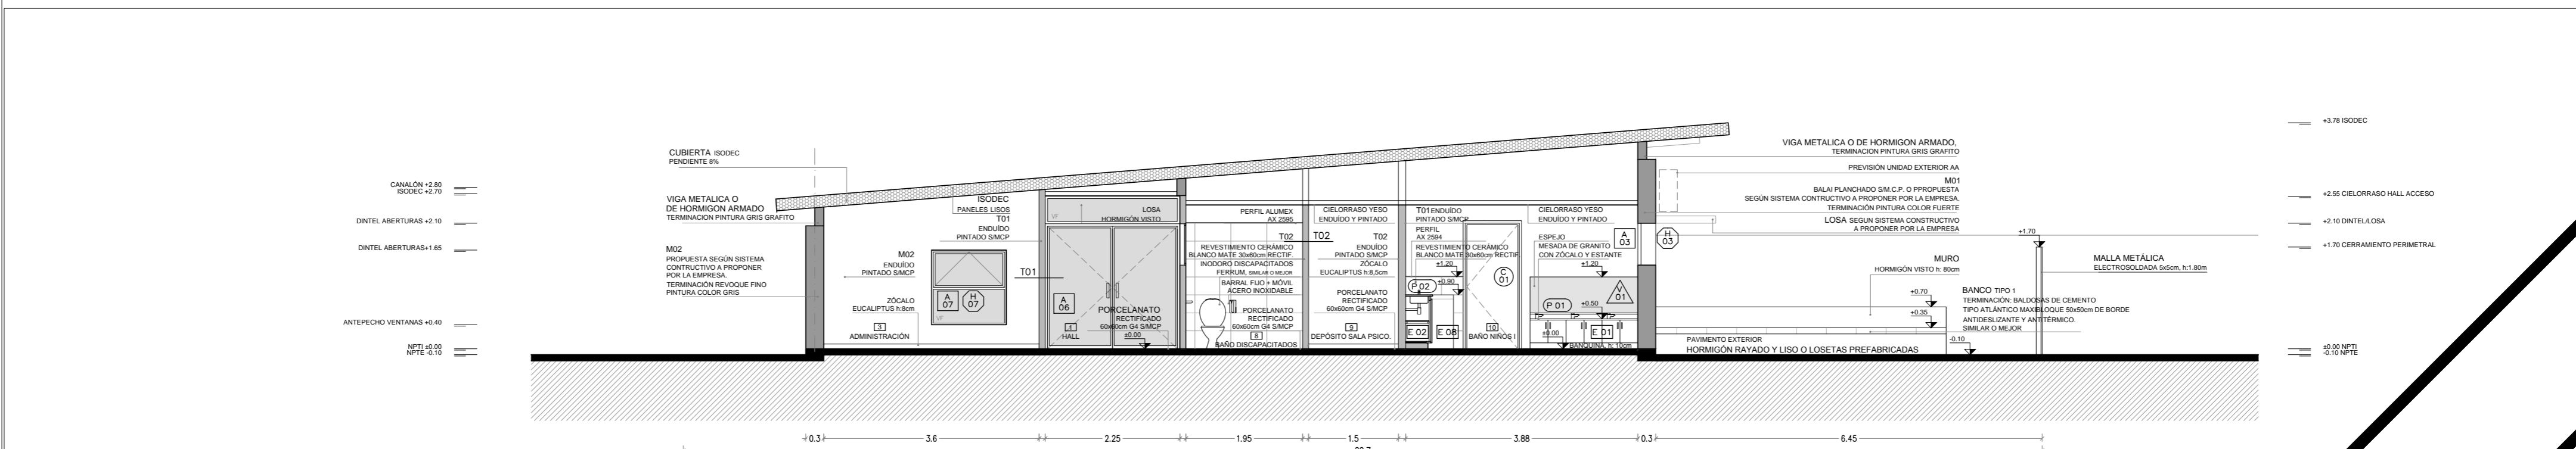 CANALÓN +2.80
ISODEC +2.70
DINTEL ABERTURAS +2.10
DINTEL ABERTURAS+1.65
ANTEPECHO VENTANAS +0.40
NPTI ±0.00
NPTE -0.10
CUBIERTA ISODEC
PENDIENTE 8%
VIGA METALICA O
DE HORMIGON ARMADO
TERMINACION PINTURA GRIS GRAFITO
M02
PROPUESTA SEGÚN SISTEMA
CONTRUCTIVO A PROPONER
POR LA EMPRESA.
TERMINACIÓN REVOQUE FINO
PINTURA COLOR GRIS
ISODEC
PANELES LISOS
T01
ENDUÍDO
PINTADO S/MCP
M02
ENDUÍDO
PINTADO S/MCP
ZÓCALO
EUCALIPTUS h:8cm
3
ADMINISTRACIÓN
A
07
H
07
VF
T01
VF
LOSA
HORMIGÓN VISTO
A
06
PORCELANATO
RECTIFICADO
60x60cm G4 S/MCP
1
HALL
±0.00
PERFIL ALUMEX
AX 2595
T02
REVESTIMIENTO CERÁMICO
BLANCO MATE 30x60cm RECTIF.
INODORO DISCAPACITADOS
FERRUM, SIMILAR O MEJOR
BARRAL FIJO + MÓVIL
ACERO INOXIDABLE
PORCELANATO
RECTIFICADO
60x60cm G4 S/MCP
8
BAÑO DISCAPACITADOS
CIELORRASO YESO
ENDUÍDO Y PINTADO
T02
T02
ENDUÍDO
PINTADO S/MCP
ZÓCALO
EUCALIPTUS h:8,5cm
PORCELANATO
RECTIFICADO
60x60cm G4 S/MCP
9
DEPÓSITO SALA PSICO.
T01ENDUÍDO
PINTADO S/MCP
PERFIL
AX 2594
REVESTIMIENTO CERÁMICO
BLANCO MATE 30x60cm RECTIF.
+1.20
P 02
+0.90
E 02
E 08
C
01
10
BAÑO NIÑOS I
CIELORRASO YESO
ENDUÍDO Y PINTADO
ESPEJO
MESADA DE GRANITO
CON ZÓCALO Y ESTANTE
+1.20
A
03
H
03
V
01
P 01
+0.50
±0.00
E 01
BANQUINA, h: 10cm
VIGA METALICA O DE HORMIGON ARMADO,
TERMINACION PINTURA GRIS GRAFITO
PREVISIÓN UNIDAD EXTERIOR AA
M01
BALAI PLANCHADO S/M.C.P. O PPROPUESTA
SEGÚN SISTEMA CONTRUCTIVO A PROPONER POR LA EMPRESA.
TERMINACIÓN PINTURA COLOR FUERTE
LOSA SEGUN SISTEMA CONSTRUCTIVO
A PROPONER POR LA EMPRESA
+1.70
MURO
HORMIGÓN VISTO h: 80cm
MALLA METÁLICA
ELECTROSOLDADA 5x5cm, h:1.80m
+0.70
+0.35
BANCO TIPO 1
TERMINACIÓN: BALDOSAS DE CEMENTO
TIPO ATLÁNTICO MAXIBLOQUE 50x50cm DE BORDE
ANTIDESLIZANTE Y ANTITÉRMICO.
SIMILAR O MEJOR
PAVIMENTO EXTERIOR
HORMIGÓN RAYADO Y LISO O LOSETAS PREFABRICADAS
-0.10
+3.78 ISODEC
+2.55 CIELORRASO HALL ACCESO
+2.10 DINTEL/LOSA
+1.70 CERRAMIENTO PERIMETRAL
±0.00 NPTI
-0.10 NPTE
0.3 3.6 2.25 1.95 1.5 3.88 0.3 6.45